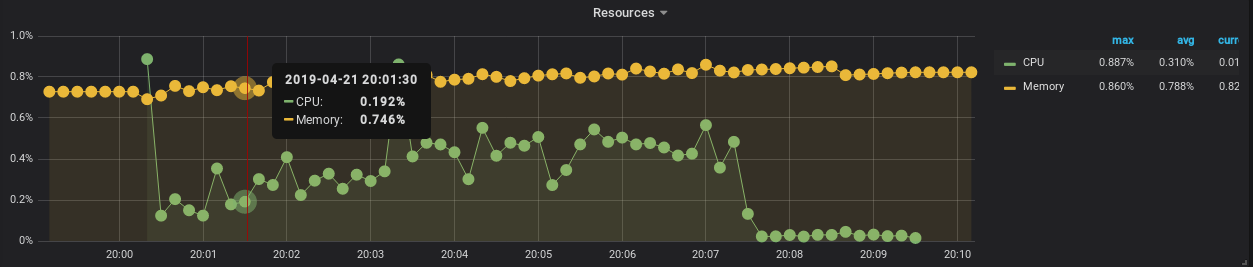 Resources
1.0%
0.8%
0.6%
0.4%
0.2%
0%
20:00 20:01 20:02 20:03 20:04 20:05 20:06 20:07 20:08 20:09 20:10
2019-04-21 20:01:30
CPU: 0.192%
Memory: 0.746%
max avg curr
CPU 0.887% 0.310% 0.01
Memory 0.860% 0.788% 0.82